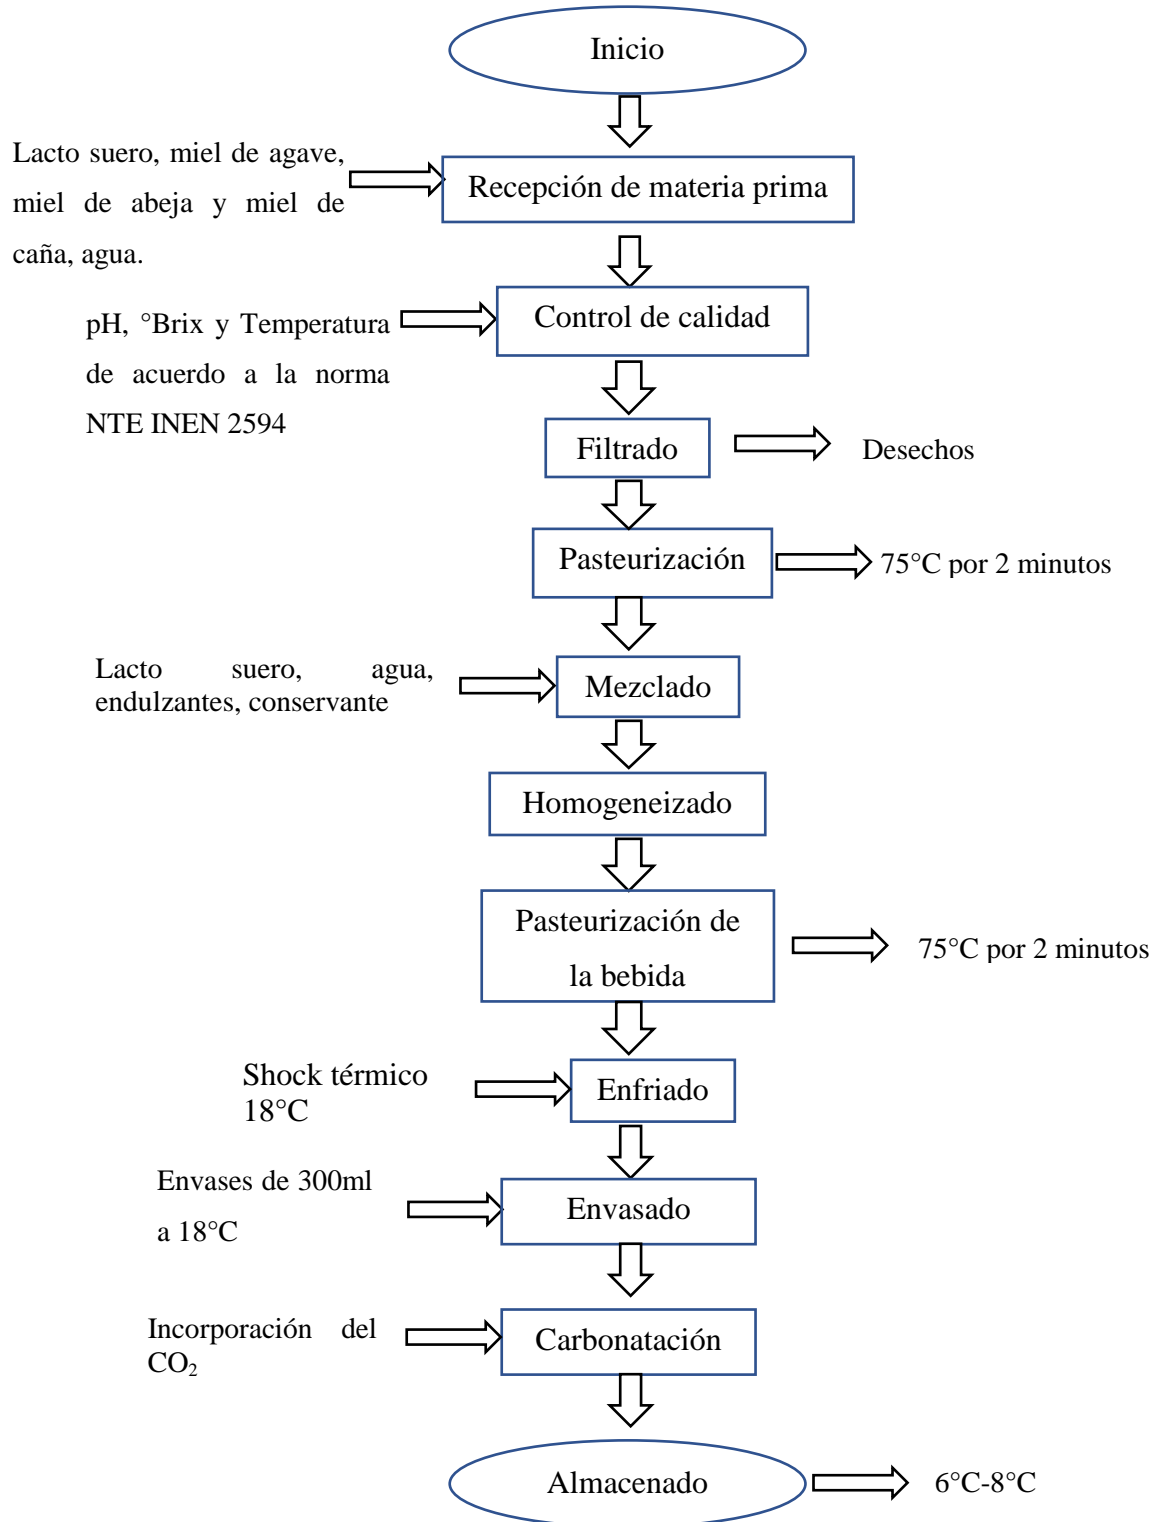 Inicio
Lacto suero, miel de agave,
miel de abeja y miel de
caña, agua.
Recepción de materia prima
pH, °Brix y Temperatura
de acuerdo a la norma
NTE INEN 2594
Control de calidad
Filtrado
Desechos
Pasteurización
75°C por 2 minutos
Lacto suero, agua,
endulzantes, conservante
Mezclado
Homogeneizado
Pasteurización de
la bebida
75°C por 2 minutos
Shock térmico
18°C
Enfriado
Envases de 300ml
a 18°C
Envasado
Incorporación del
CO₂
Carbonatación
Almacenado
6°C-8°C